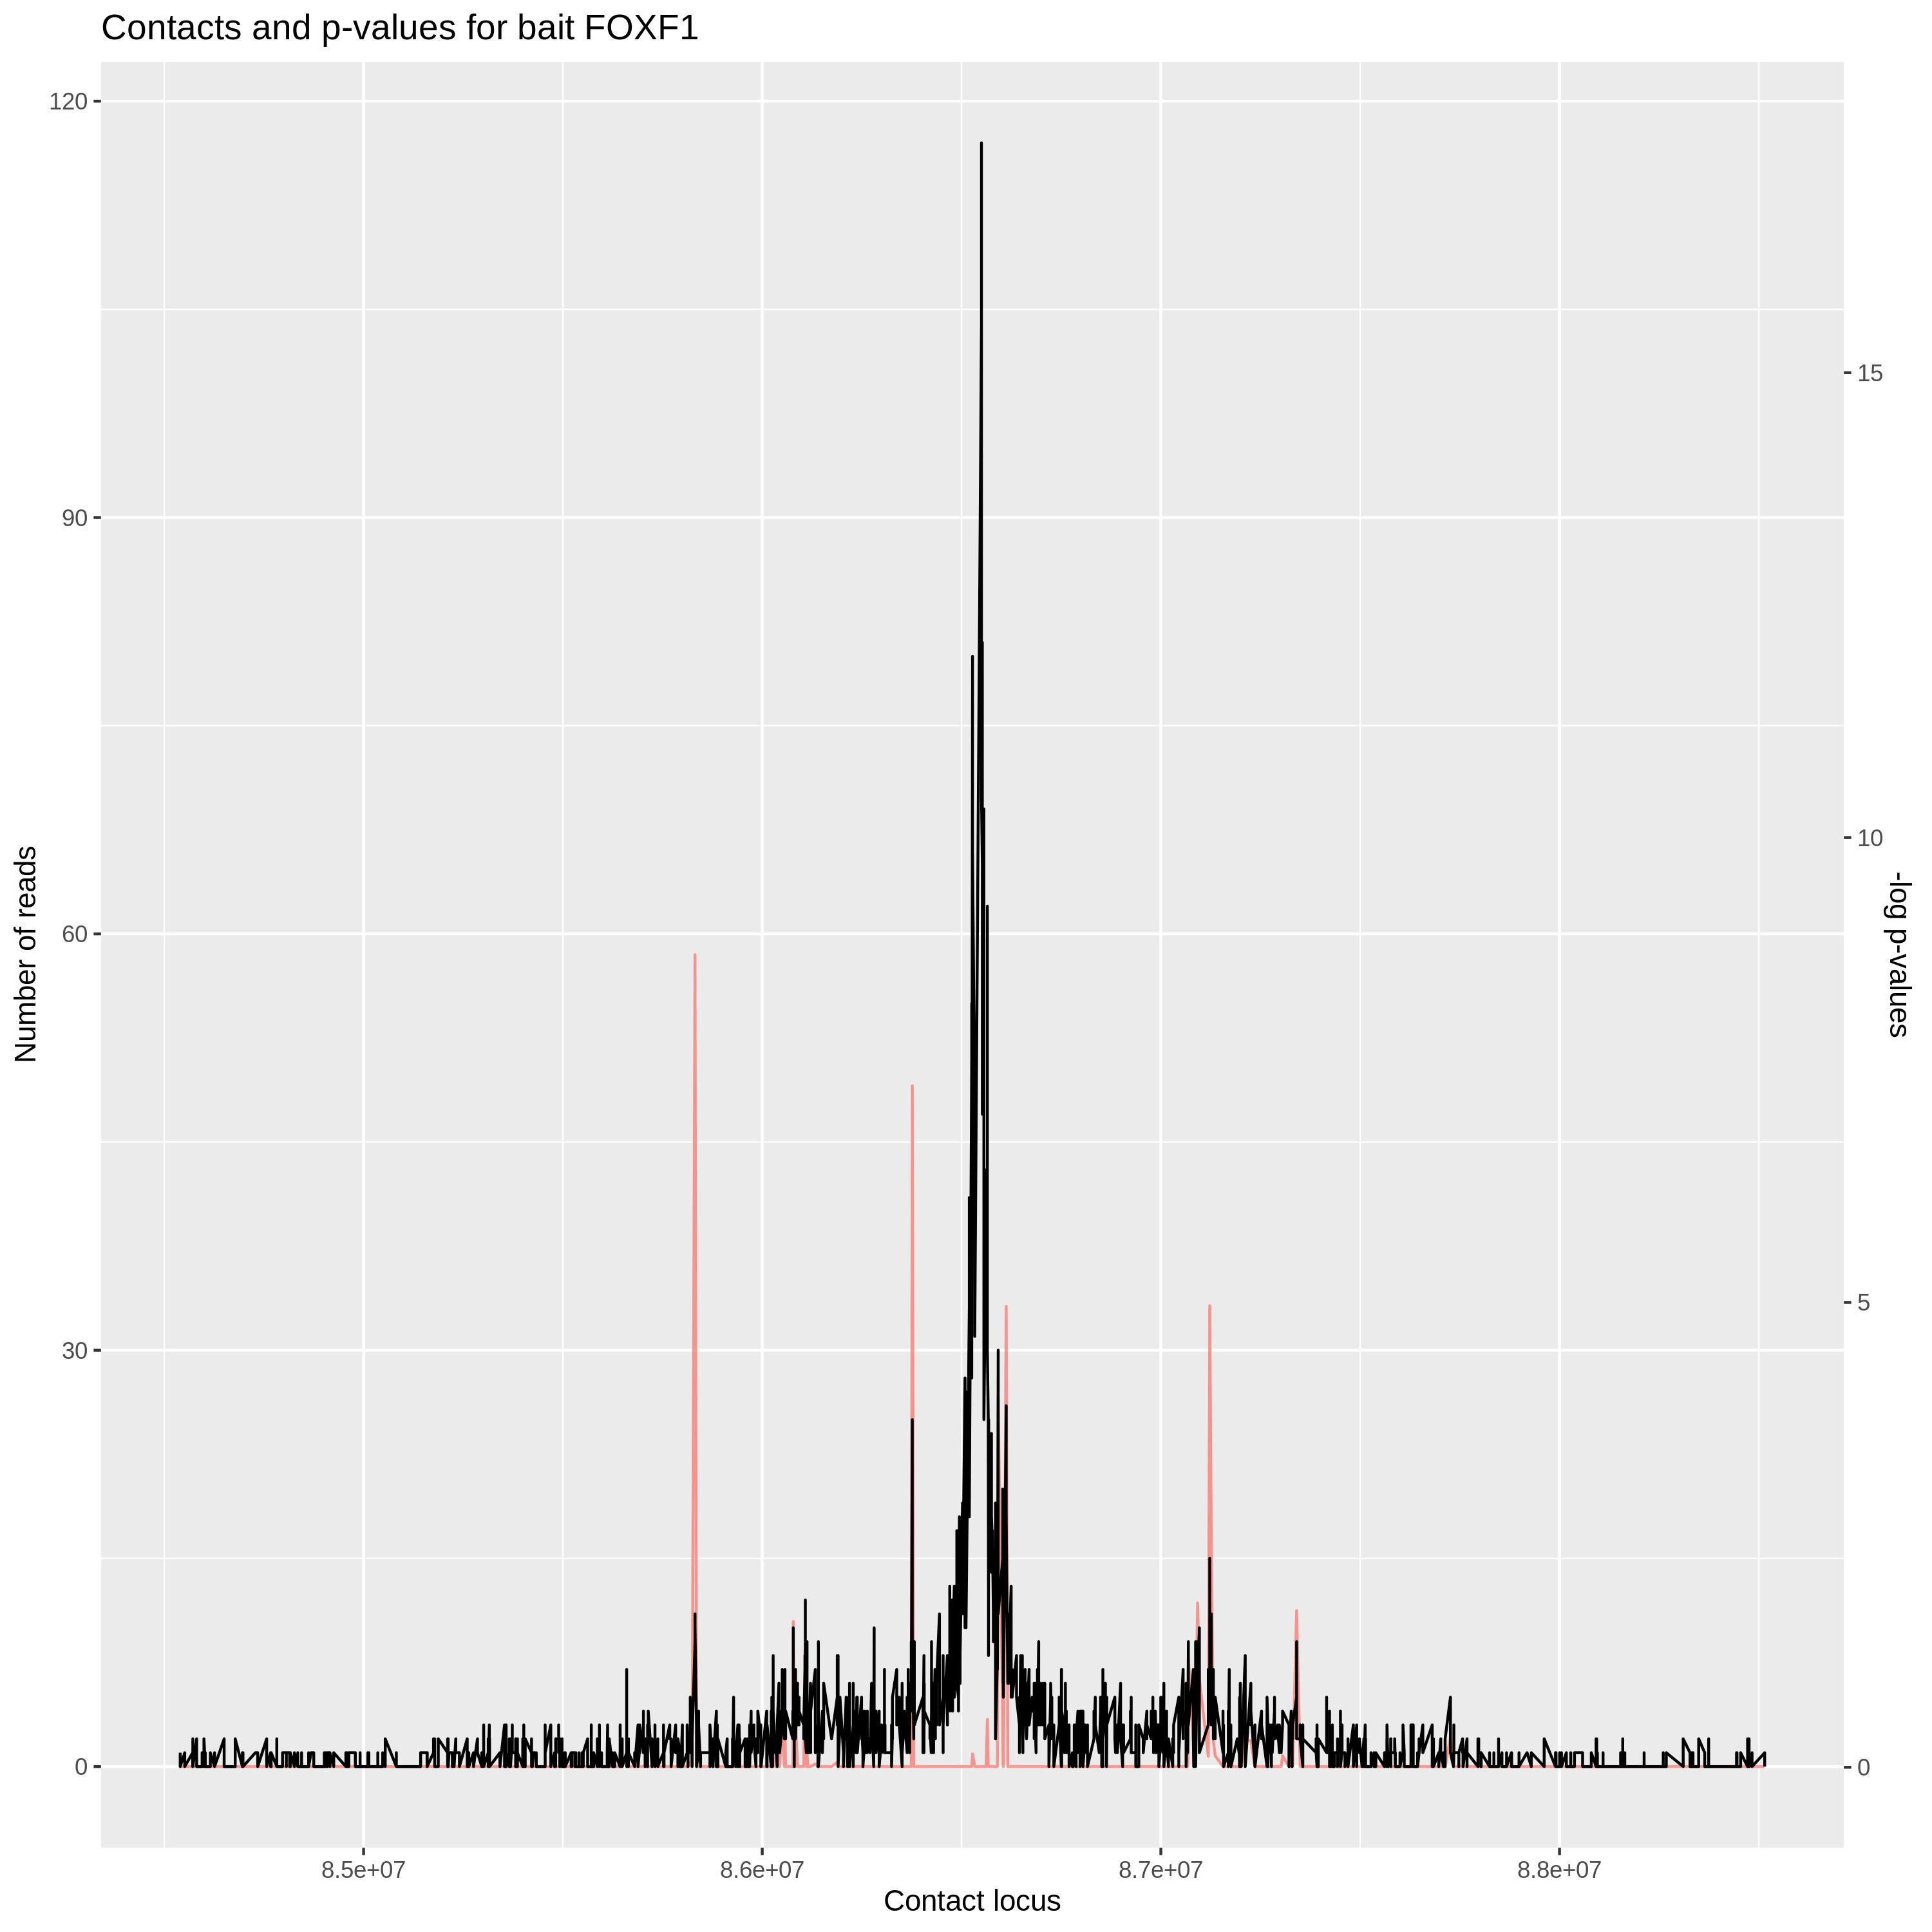 Contacts and p-values for bait FOXF1
120
90
60
30
0
Number of reads
15
10
5
0
-log p-values
8.5e+07
8.6e+07
8.7e+07
8.8e+07
Contact locus